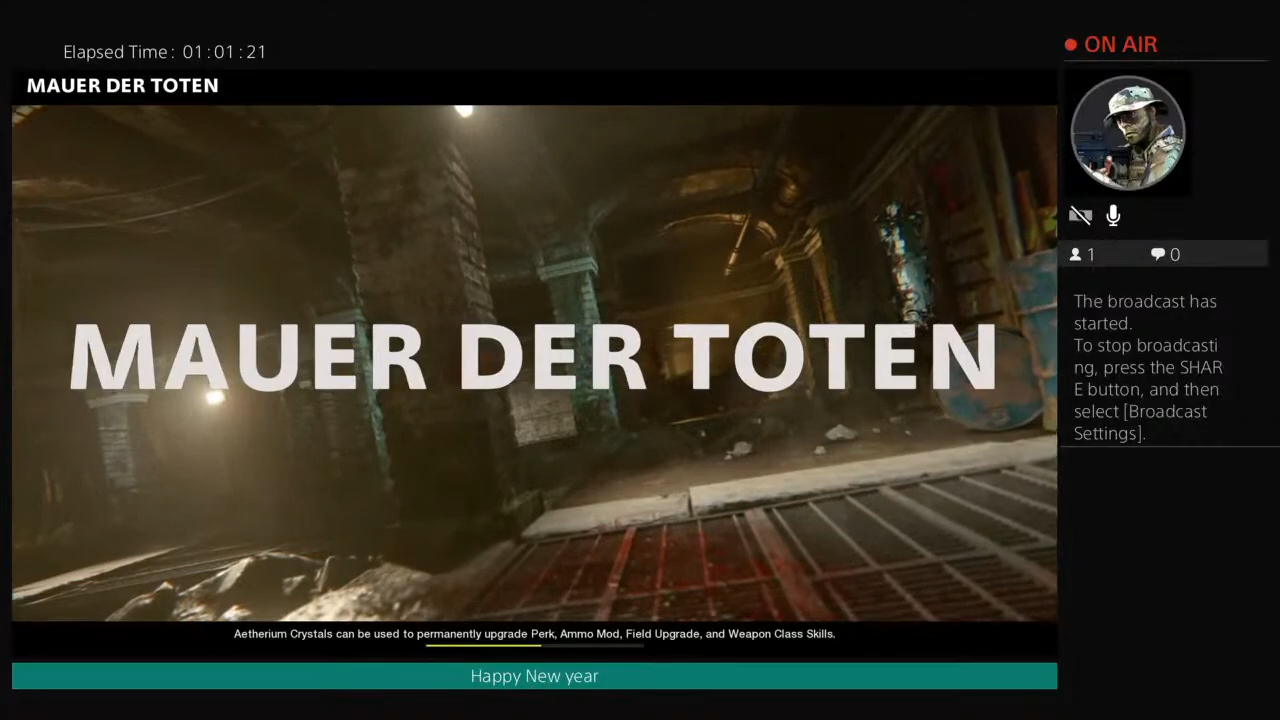 Elapsed Time: 01:01:21
ON AIR
MAUER DER TOTEN
MAUER DER TOTEN
1 0
The broadcast has
started.
To stop broadcasti
ng, press the SHAR
E button, and then
select [Broadcast
Settings].
Aetherium Crystals can be used to permanently upgrade Perk, Ammo Mod, Field Upgrade, and Weapon Class Skills.
Happy New year